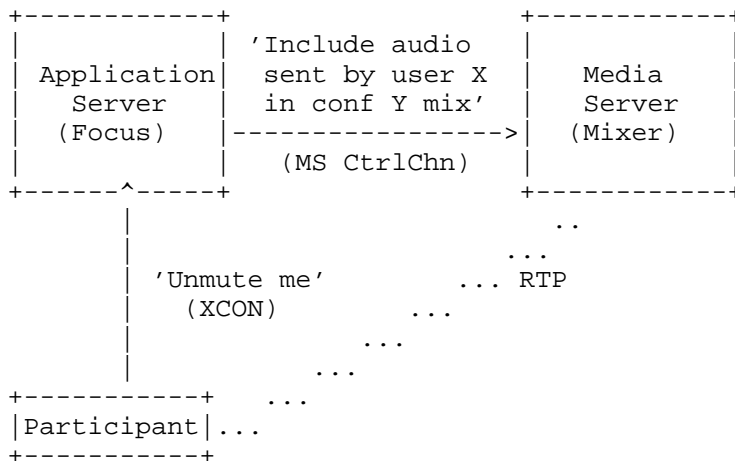 'Include audio
Application sent by user X Media
Server in conf Y mix' Server
(Focus) (Mixer)
(MS CtrlChn)
'Unmute me' RTP
(XCON)
Participant